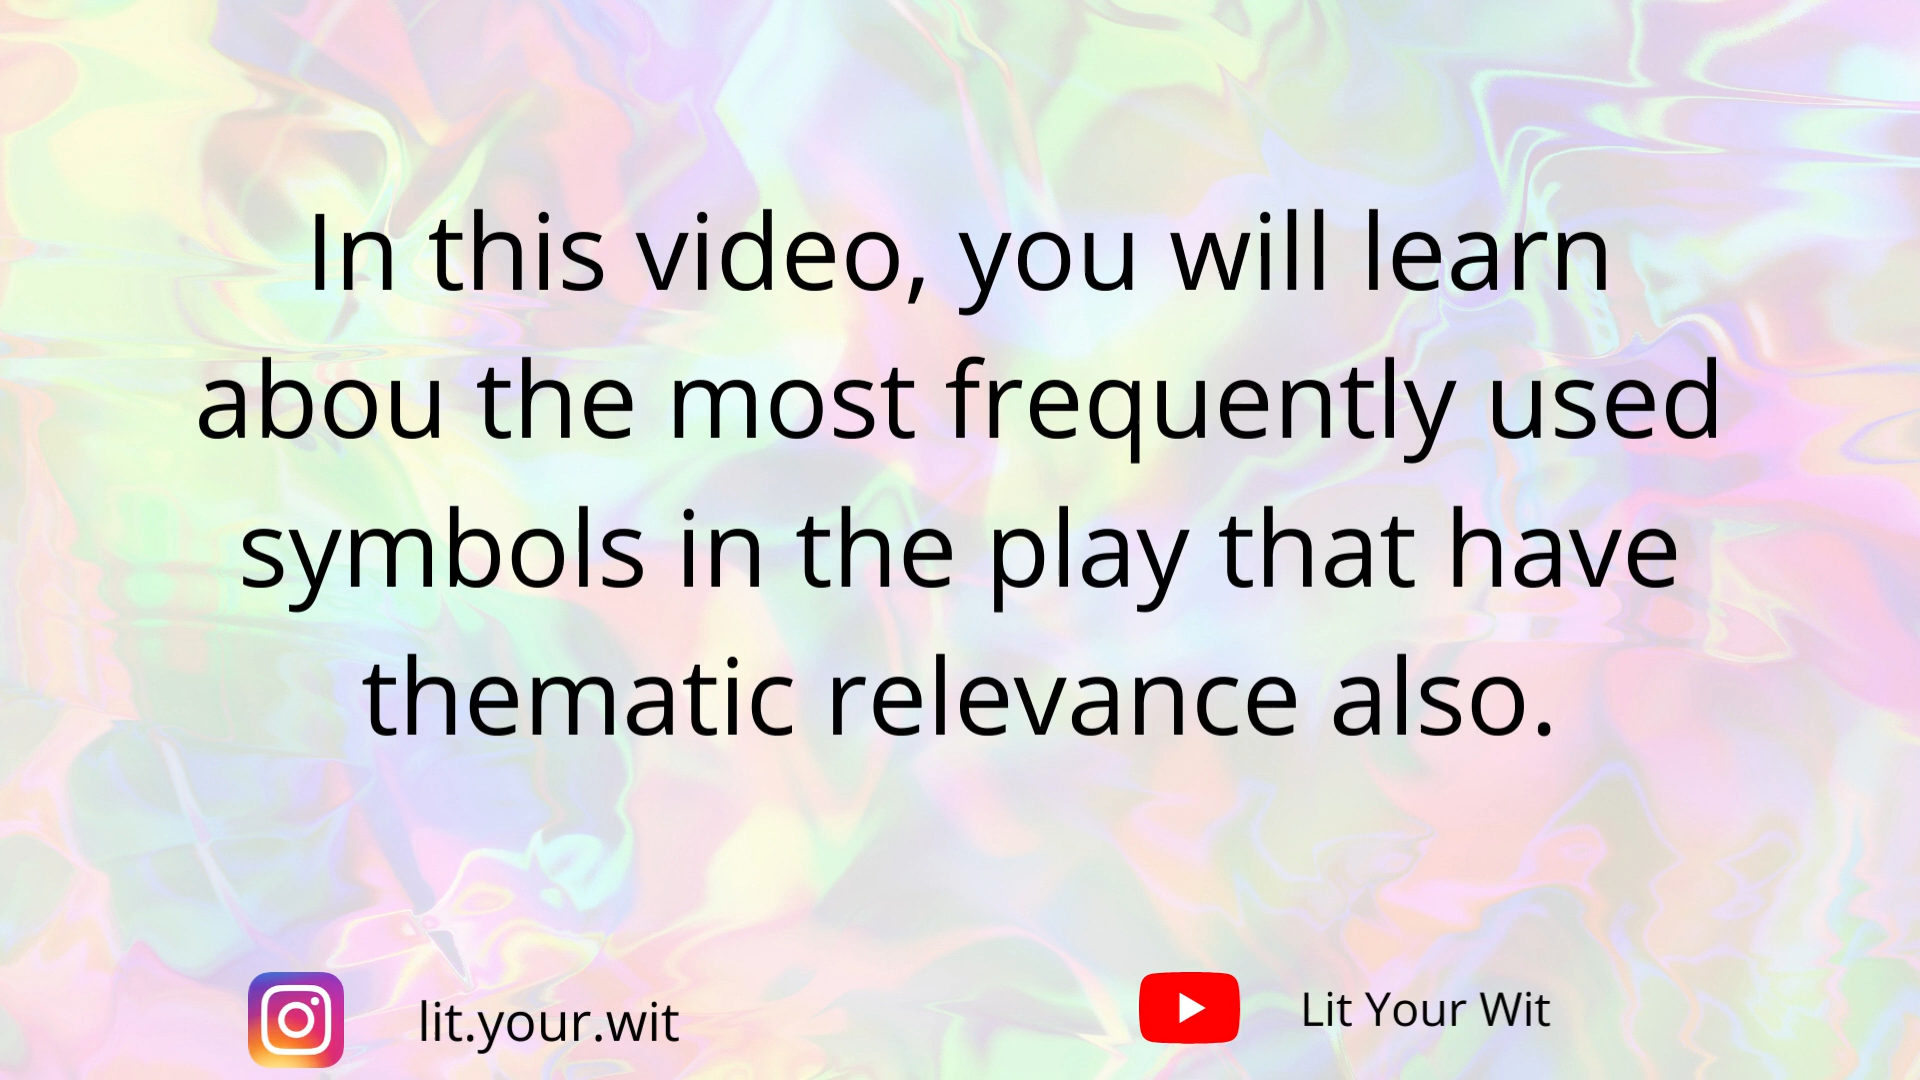 In this video, you will learn
abou the most frequently used
symbols in the play that have
thematic relevance also.
lit.your.wit
Lit Your Wit